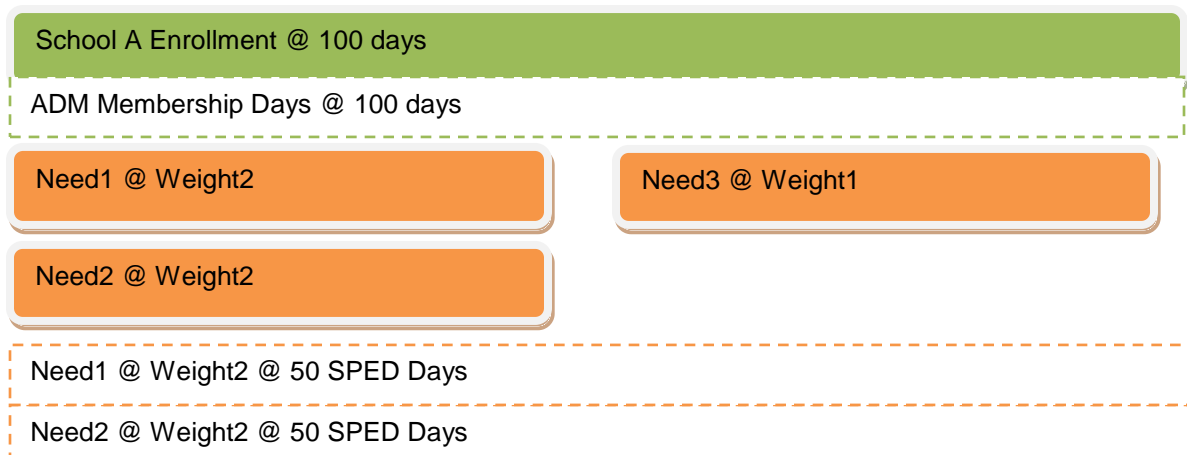 School A Enrollment @ 100 days
ADM Membership Days @ 100 days
Need1 @ Weight2
Need3 @ Weight1
Need2 @ Weight2
Need1 @ Weight2 @ 50 SPED Days
Need2 @ Weight2 @ 50 SPED Days